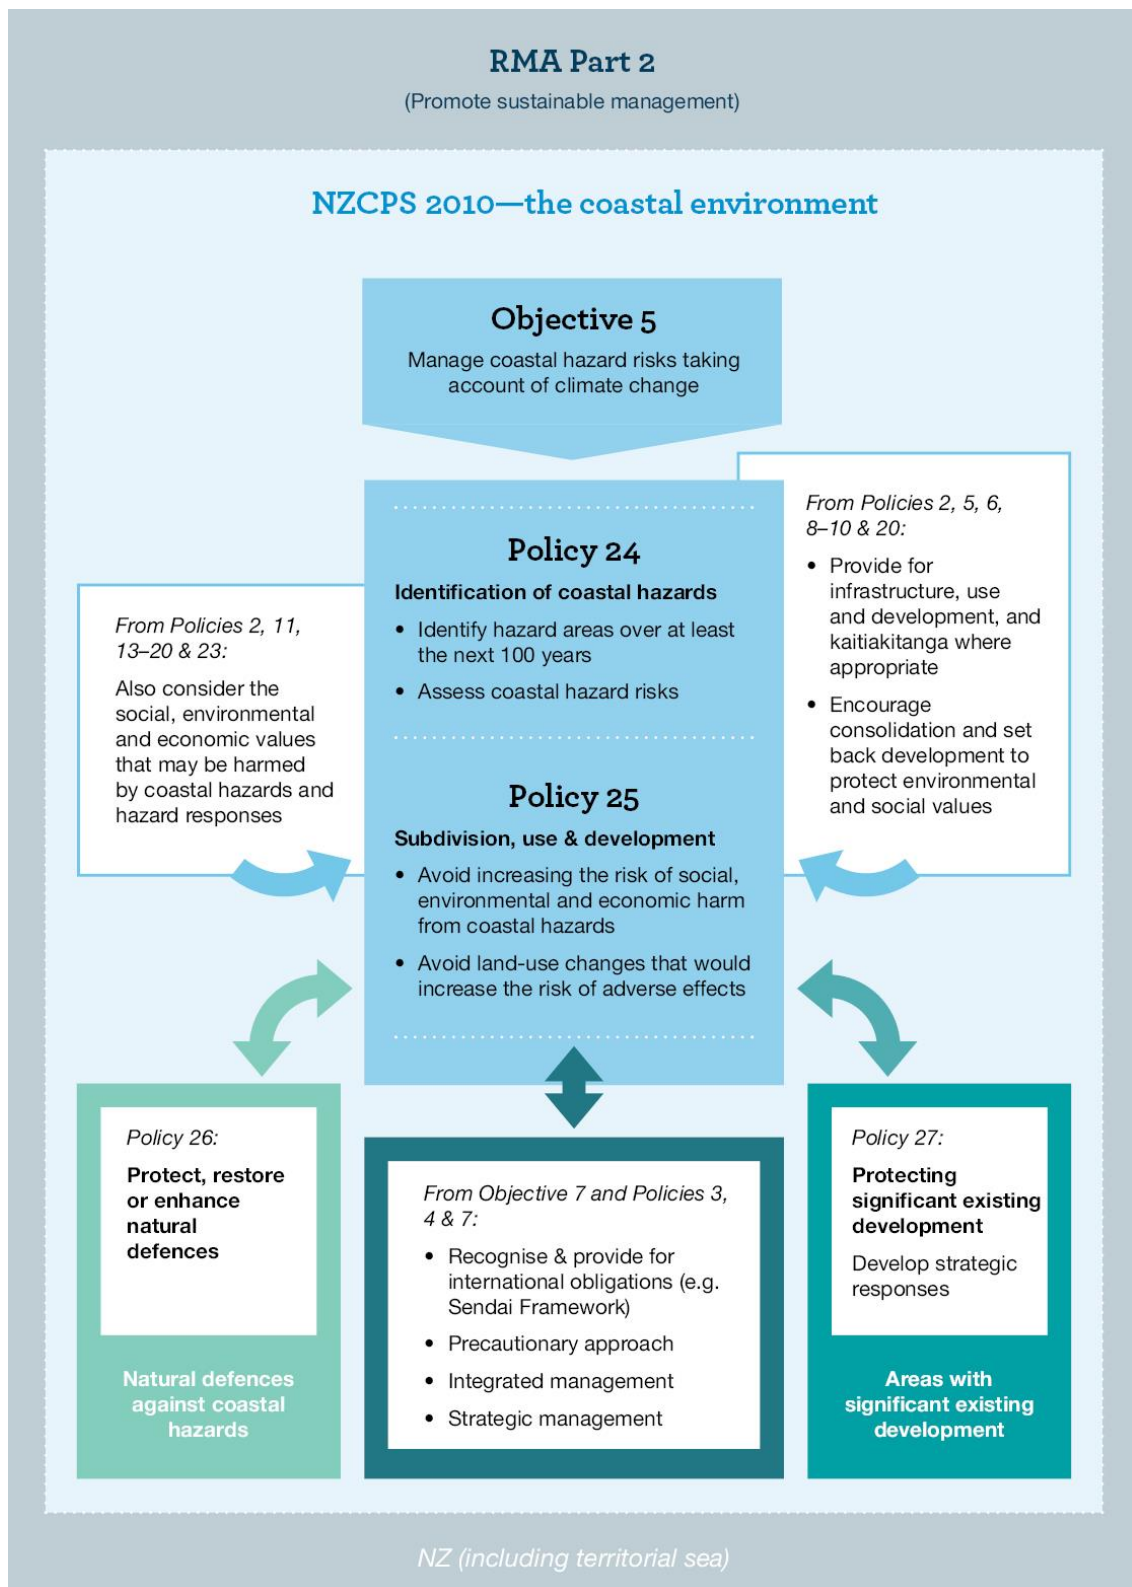 RMA Part 2
(Promote sustainable management)
NZCPS 2010—the coastal environment
Objective 5
Manage coastal hazard risks taking
account of climate change
Policy 24
Identification of coastal hazards
• Identify hazard areas over at least
the next 100 years
• Assess coastal hazard risks
Policy 25
Subdivision, use & development
• Avoid increasing the risk of social,
environmental and economic harm
from coastal hazards
• Avoid land-use changes that would
increase the risk of adverse effects
From Policies 2, 11,
13–20 & 23:
Also consider the
social, environmental
and economic values
that may be harmed
by coastal hazards and
hazard responses
From Policies 2, 5, 6,
8–10 & 20:
• Provide for
infrastructure, use
and development, and
kaitiakitanga where
appropriate
• Encourage
consolidation and set
back development to
protect environmental
and social values
Policy 26:
Protect, restore
or enhance
natural
defences
Natural defences
against coastal
hazards
From Objective 7 and Policies 3,
4 & 7:
• Recognise & provide for
international obligations (e.g.
Sendai Framework)
• Precautionary approach
• Integrated management
• Strategic management
Policy 27:
Protecting
significant existing
development
Develop strategic
responses
Areas with
significant existing
development
NZ (including territorial sea)